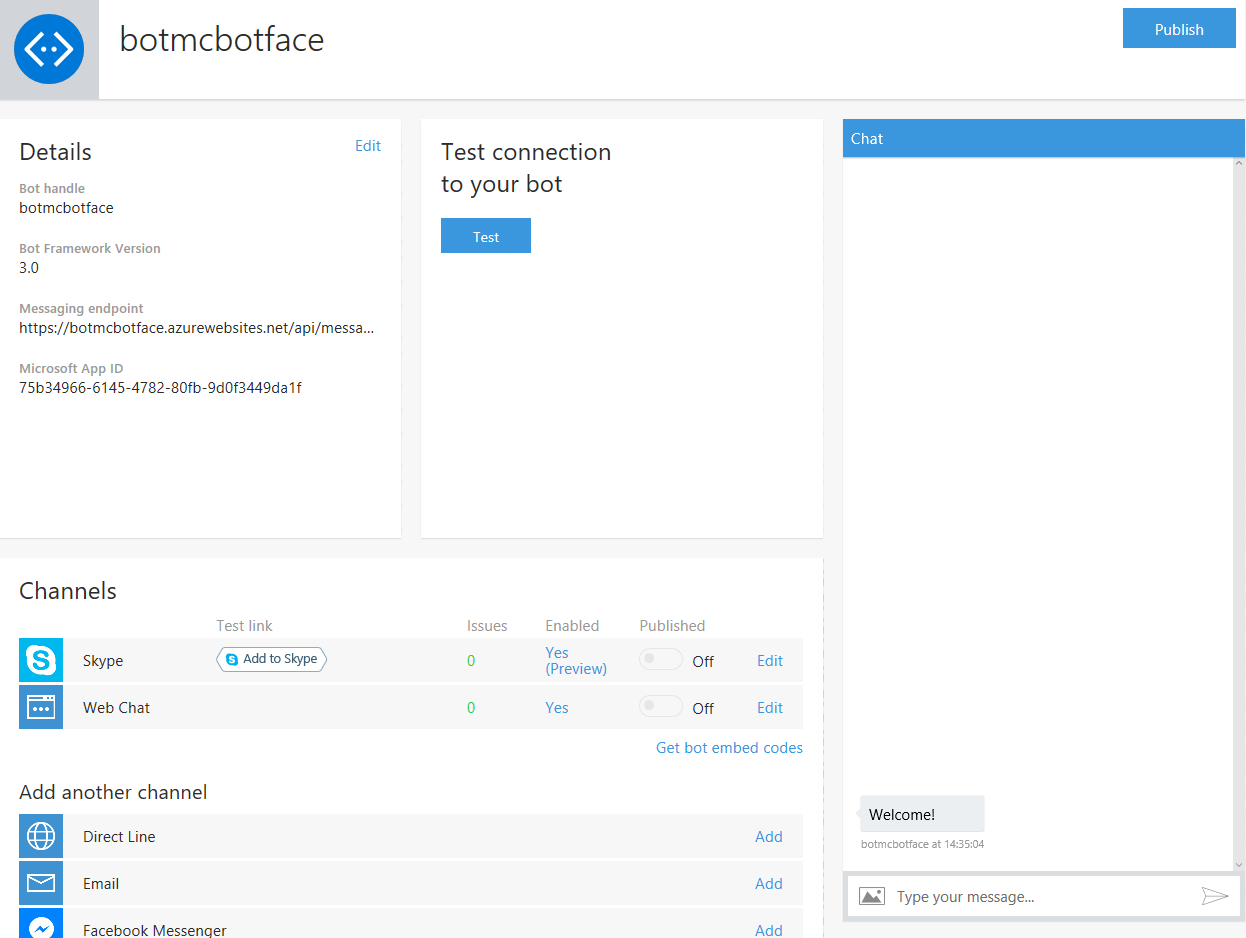 botmcbotface
Publish
Details
Edit
Bot handle
botmcbotface
Bot Framework Version
3.0
Messaging endpoint
https://botmcbotface.azurewebsites.net/api/messa...
Microsoft App ID
75b34966-6145-4782-80fb-9d0f3449da1f
Test connection
to your bot
Test
Channels
Test link Issues Enabled Published
Skype Add to Skype 0 Yes (Preview) Off Edit
Web Chat 0 Yes Off Edit
Get bot embed codes
Add another channel
Direct Line Add
Email Add
Facebook Messenger Add
Chat
Welcome!
botmcbotface at 14:35:04
Type your message...